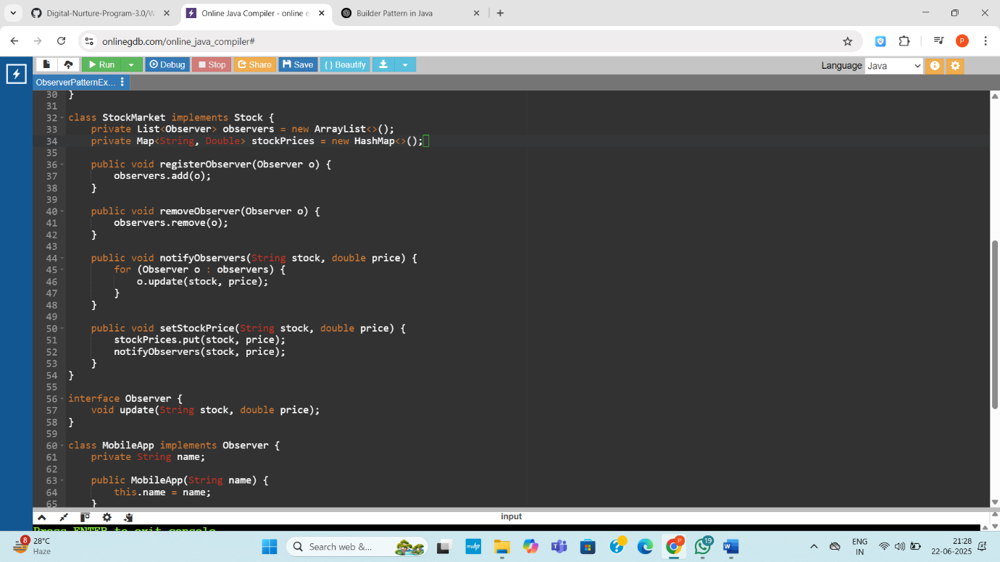 Digital-Nurture-Program-3.0/W
Online Java Compiler - online e
Builder Pattern in Java
onlinegdb.com/online_java_compiler#
P
Run
Debug
Stop
Share
Save
{ } Beautify
Language Java
ObserverPatternEx...
30 }
31
32 class StockMarket implements Stock {
33     private List<Observer> observers = new ArrayList<>();
34     private Map<String, Double> stockPrices = new HashMap<>();
35
36     public void registerObserver(Observer o) {
37         observers.add(o);
38     }
39
40     public void removeObserver(Observer o) {
41         observers.remove(o);
42     }
43
44     public void notifyObservers(String stock, double price) {
45         for (Observer o : observers) {
46             o.update(stock, price);
47         }
48     }
49
50     public void setStockPrice(String stock, double price) {
51         stockPrices.put(stock, price);
52         notifyObservers(stock, price);
53     }
54 }
55
56 interface Observer {
57     void update(String stock, double price);
58 }
59
60 class MobileApp implements Observer {
61     private String name;
62
63     public MobileApp(String name) {
64         this.name = name;
65     }
input
Press ENTER to exit console
8
28°C
Haze
Search web &...
myhp
P
19
W
ENG
IN
21:28
22-06-2025